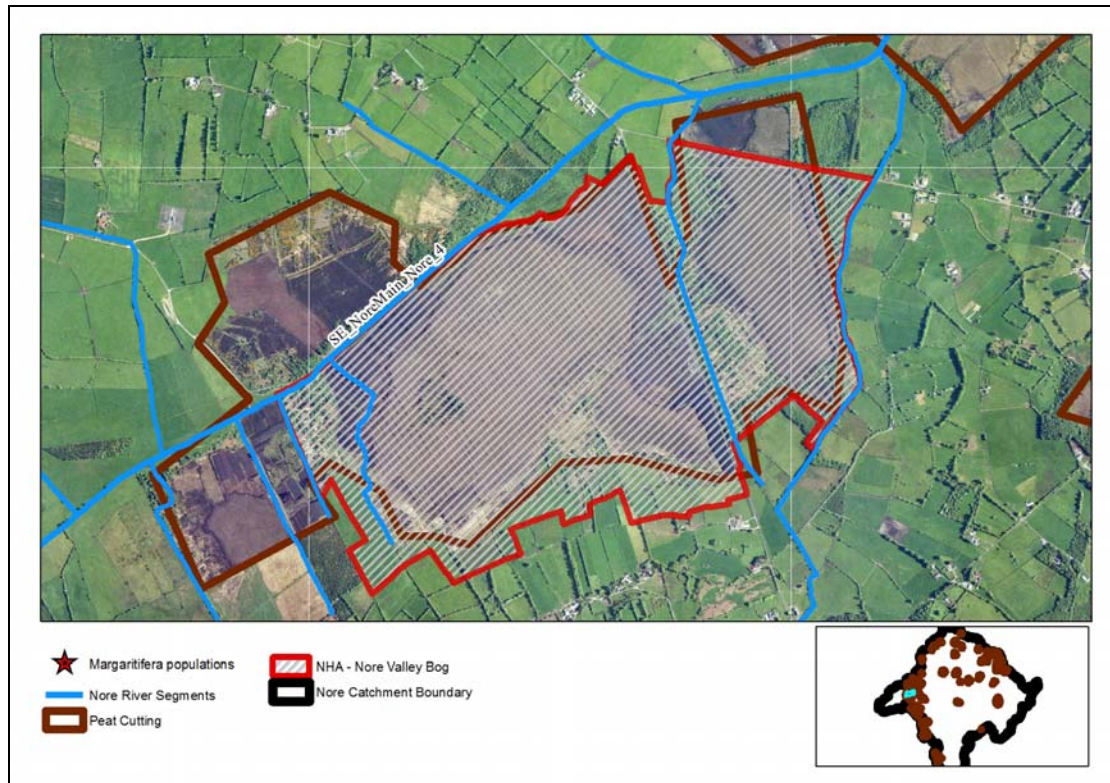 SE_NoreMain_Nore_4
Margaritifera populations
Nore River Segments
Peat Cutting
NHA - Nore Valley Bog
Nore Catchment Boundary